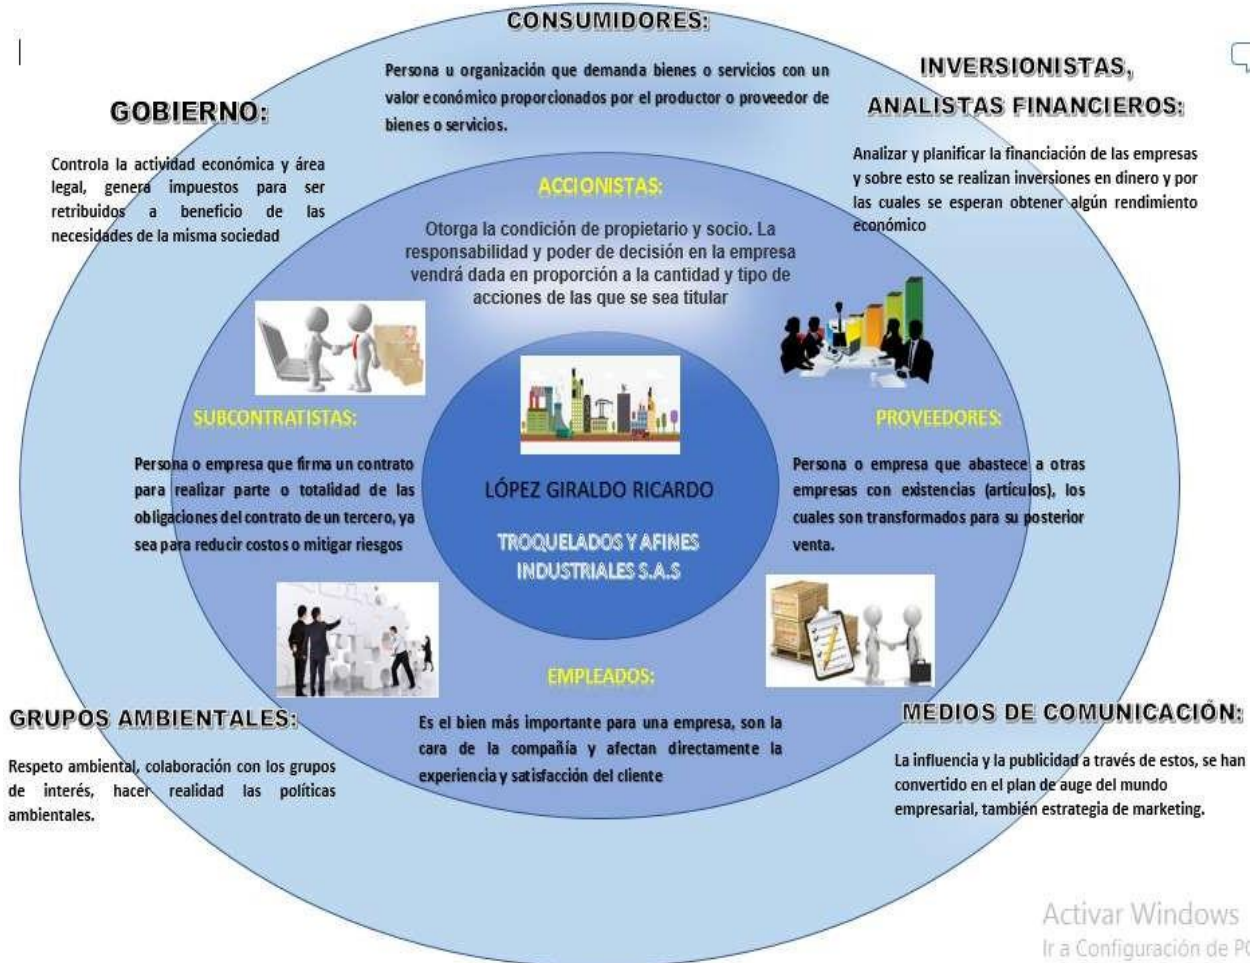 CONSUMIDORES:
Persona u organización que demanda bienes o servicios con un
valor económico proporcionados por el productor o proveedor de
bienes o servicios.
INVERSIONISTAS,
ANALISTAS FINANCIEROS:
Analizar y planificar la financiación de las empresas
y sobre esto se realizan inversiones en dinero y por
las cuales se esperan obtener algún rendimiento
económico
GOBIERNO:
Controla la actividad económica y área
legal, genera impuestos para ser
retribuidos a beneficio de las
necesidades de la misma sociedad
ACCIONISTAS:
Otorga la condición de propietario y socio. La
responsabilidad y poder de decisión en la empresa
vendrá dada en proporción a la cantidad y tipo de
acciones de las que se sea titular
SUBCONTRATISTAS:
Persona o empresa que firma un contrato
para realizar parte o totalidad de las
obligaciones del contrato de un tercero, ya
sea para reducir costos o mitigar riesgos
LÓPEZ GIRALDO RICARDO
TROQUELADOS Y AFINES
INDUSTRIALES S.A.S
PROVEEDORES:
Persona o empresa que abastece a otras
empresas con existencias (artículos), los
cuales son transformados para su posterior
venta.
EMPLEADOS:
Es el bien más importante para una empresa, son la
cara de la compañía y afectan directamente la
experiencia y satisfacción del cliente
GRUPOS AMBIENTALES:
Respeto ambiental, colaboración con los grupos
de interés, hacer realidad las políticas
ambientales.
MEDIOS DE COMUNICACIÓN:
La influencia y la publicidad a través de estos, se han
convertido en el plan de auge del mundo
empresarial, también estrategia de marketing.
Activar Windows
Ir a Configuración de PC